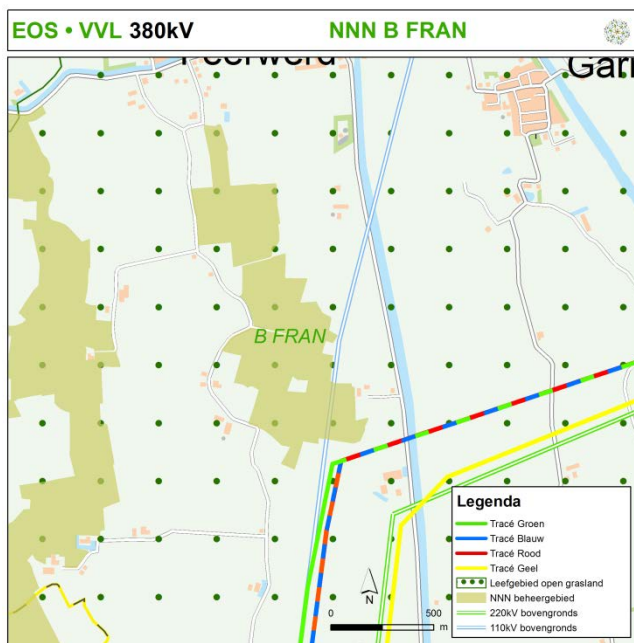 EOS • VVL 380kV NNN B FRAN
B FRAN
Legenda
Tracé Groen
Tracé Blauw
Tracé Rood
Tracé Geel
Leefgebied open grasland
NNN beheergebied
220kV bovengronds
110kV bovengronds
N
0 500
m